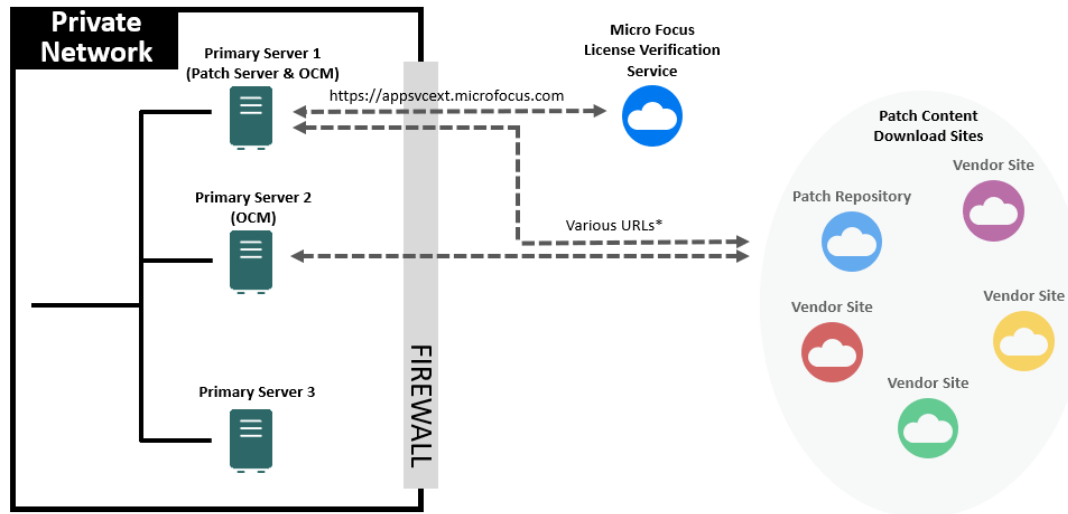 Private
Network
Primary Server 1
(Patch Server & OCM)
Micro Focus
License Verification
Service
https://appsvcext.microfocus.com
Patch Content
Download Sites
Vendor Site
Patch Repository
Primary Server 2
(OCM)
Various URLs*
Vendor Site
Vendor Site
FIREWALL
Primary Server 3
Vendor Site